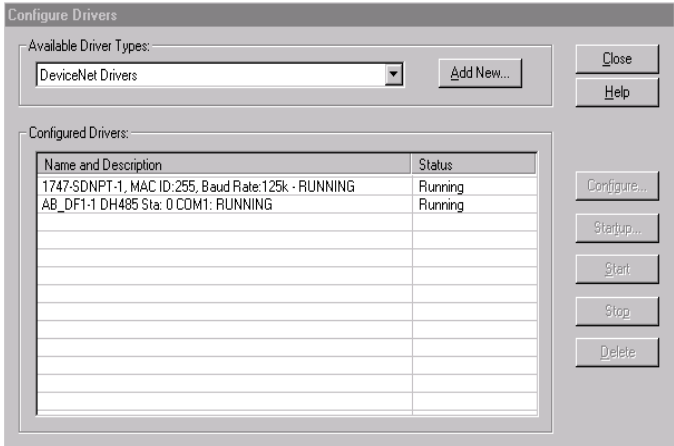 Configure Drivers
Available Driver Types:
DeviceNet Drivers
Add New...
Close
Help
Configured Drivers:
Name and Description Status
1747-SDNPT-1, MAC ID:255, Baud Rate:125k - RUNNING Running
AB_DF1-1 DH485 Sta: 0 COM1: RUNNING Running
Configure...
Startup...
Start
Stop
Delete